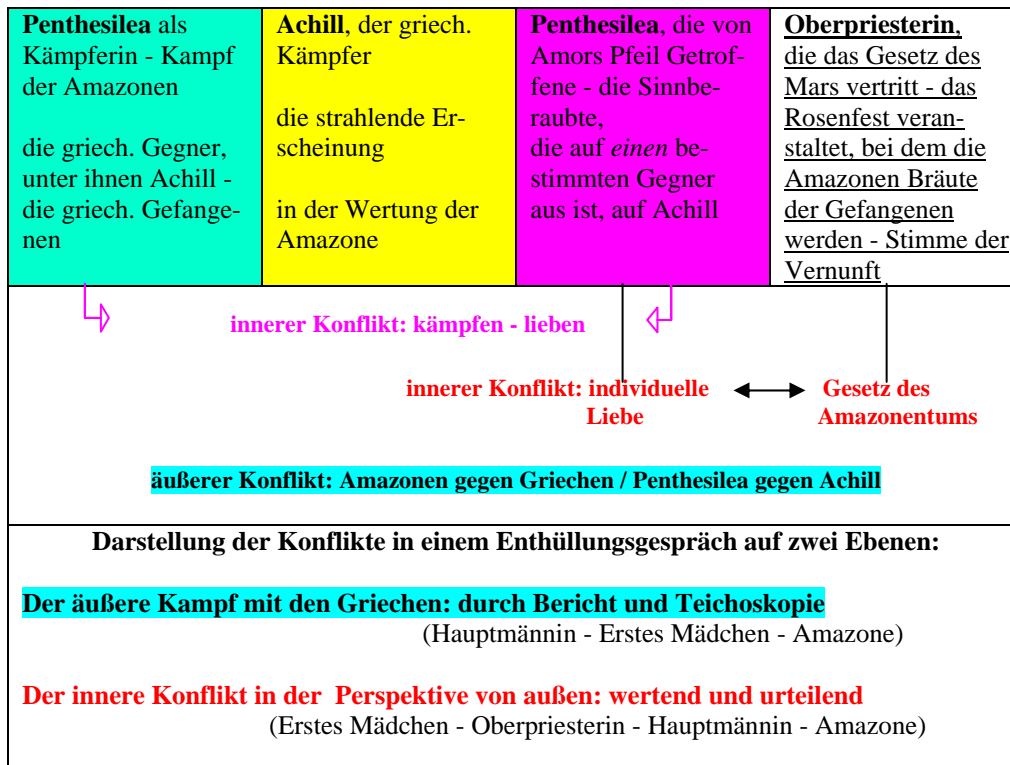 Penthesilea als
Kämpferin - Kampf
der Amazonen
die griech. Gegner,
unter ihnen Achill -
die griech. Gefange-
nen
Achill, der griech.
Kämpfer
die strahlende Er-
scheinung
in der Wertung der
Amazone
Penthesilea, die von
Amors Pfeil Getrof-
fene - die Sinnbe-
raubte,
die auf einen be-
stimmten Gegner
aus ist, auf Achill
Oberpriesterin,
die das Gesetz des
Mars vertritt - das
Rosenfest veran-
staltet, bei dem die
Amazonen Bräute
der Gefangenen
werden - Stimme der
Vernunft
innerer Konflikt: kämpfen - lieben
innerer Konflikt: individuelle
Liebe
Gesetz des
Amazonentums
äußerer Konflikt: Amazonen gegen Griechen / Penthesilea gegen Achill
Darstellung der Konflikte in einem Enthüllungsgespräch auf zwei Ebenen:
Der äußere Kampf mit den Griechen: durch Bericht und Teichoskopie
(Hauptmännin - Erstes Mädchen - Amazone)
Der innere Konflikt in der Perspektive von außen: wertend und urteilend
(Erstes Mädchen - Oberpriesterin - Hauptmännin - Amazone)